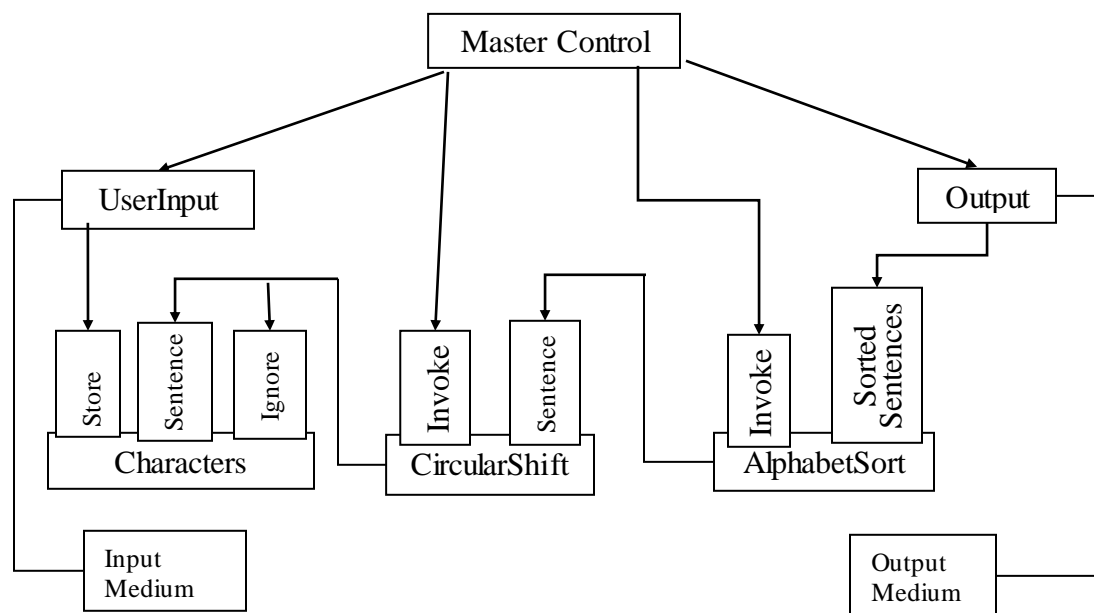 Master Control
UserInput
Output
Store
Sentence
Ignore
Invoke
Sentence
Invoke
Sorted
Sentences
Characters
CircularShift
AlphabetSort
Input
Medium
Output
Medium